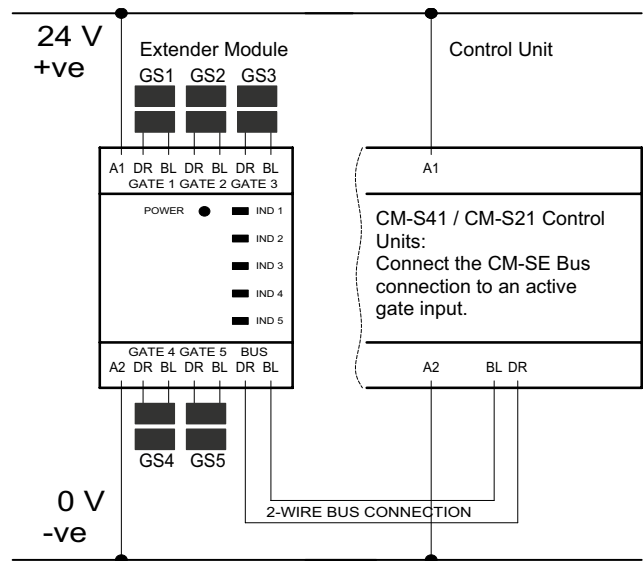 24 V
+ve
Extender Module
Control Unit
GS1 GS2 GS3
A1 DR BL DR BL DR BL
GATE 1 GATE 2 GATE 3
A1
POWER
IND 1
IND 2
IND 3
IND 4
IND 5
CM-S41 / CM-S21 Control
Units:
Connect the CM-SE Bus
connection to an active
gate input.
GATE 4 GATE 5 BUS
A2 DR BL DR BL DR BL
A2 BL DR
GS4 GS5
0 V
-ve
2-WIRE BUS CONNECTION